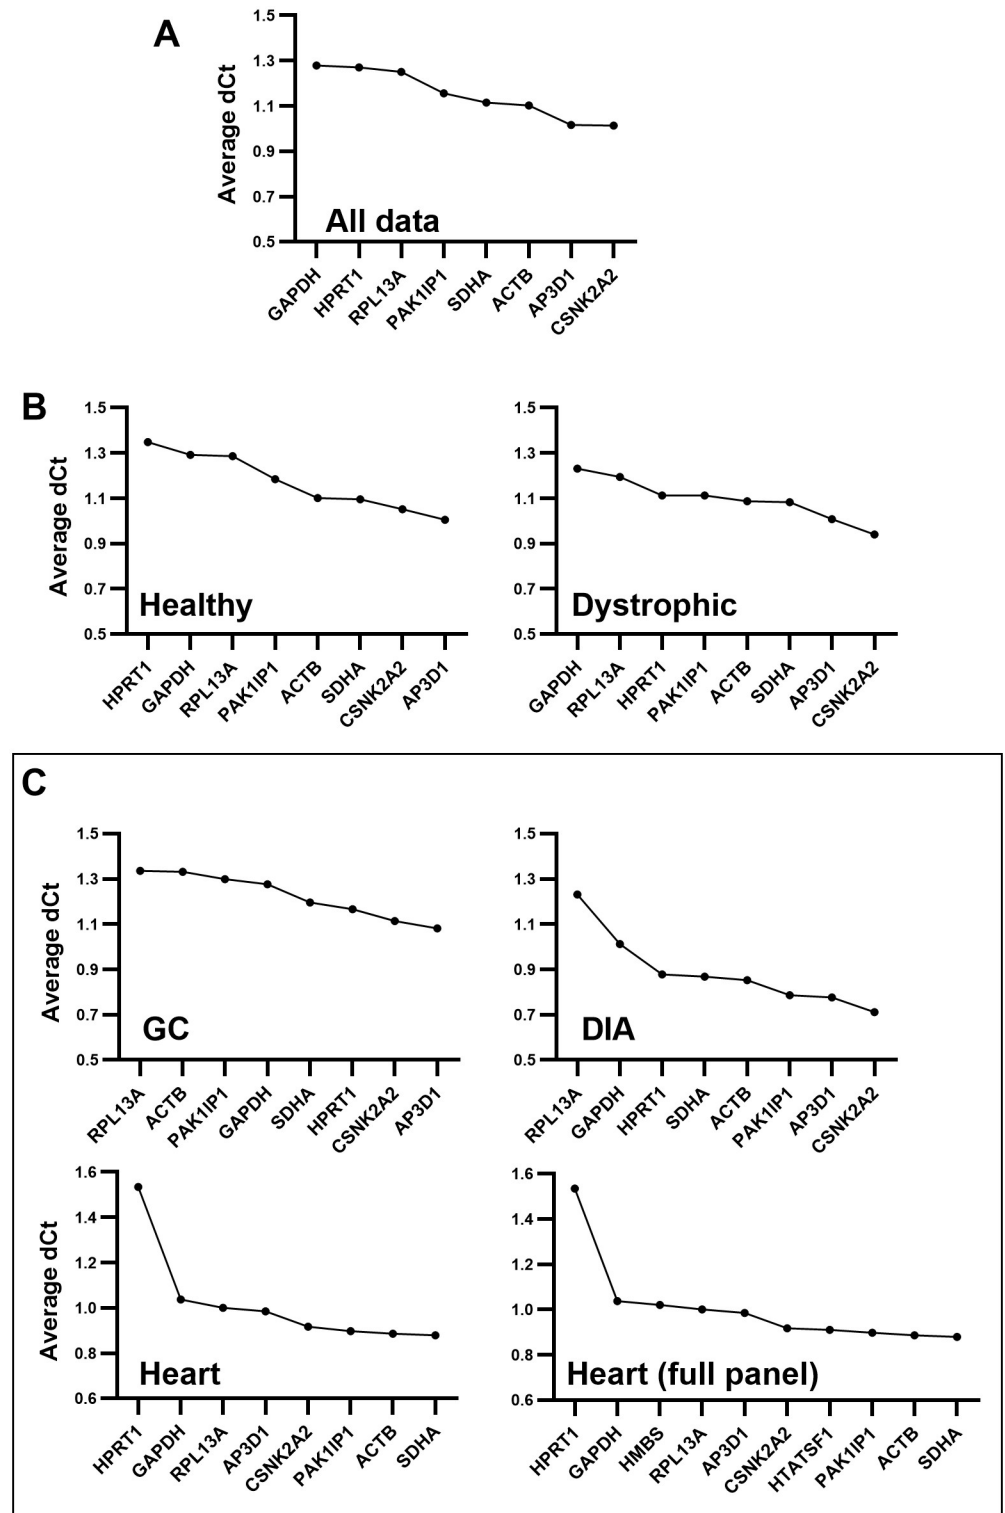 A
1.5
1.3
1.1
0.9
0.7
0.5
Average dCt
All data
GAPDH
HPRT1
RPL13A
PAK1IP1
SDHA
ACTB
AP3D1
CSNK2A2
B
1.5
1.3
1.1
0.9
0.7
0.5
Average dCt
Healthy
HPRT1
GAPDH
RPL13A
PAK1IP1
ACTB
SDHA
CSNK2A2
AP3D1
1.5
1.3
1.1
0.9
0.7
0.5
Dystrophic
GAPDH
RPL13A
HPRT1
PAK1IP1
ACTB
SDHA
AP3D1
CSNK2A2
C
1.5
1.3
1.1
0.9
0.7
0.5
Average dCt
GC
RPL13A
ACTB
PAK1IP1
GAPDH
SDHA
HPRT1
CSNK2A2
AP3D1
1.5
1.3
1.1
0.9
0.7
0.5
DIA
RPL13A
GAPDH
HPRT1
SDHA
ACTB
PAK1IP1
AP3D1
CSNK2A2
1.6
1.4
1.2
1.0
0.8
0.6
Average dCt
Heart
HPRT1
GAPDH
RPL13A
AP3D1
CSNK2A2
PAK1IP1
ACTB
SDHA
1.6
1.4
1.2
1.0
0.8
0.6
Heart (full panel)
HPRT1
GAPDH
HMBS
RPL13A
AP3D1
CSNK2A2
HTATSF1
PAK1IP1
ACTB
SDHA